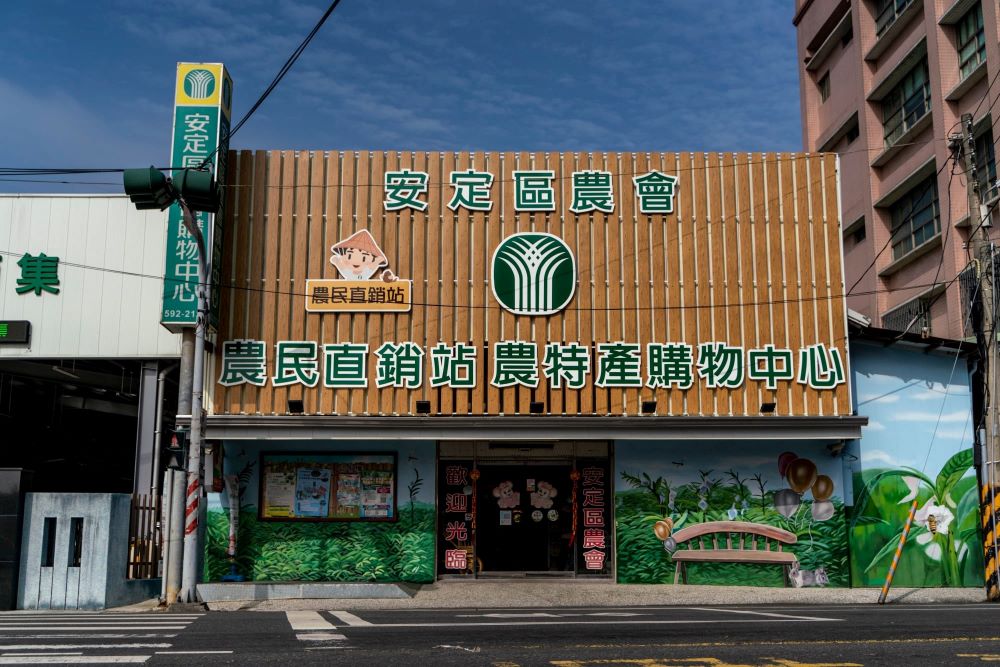 安定區農會
農民直銷站
農民直銷站 農特產購物中心
安定區
購物中心
592-21
集
歡迎光臨
安定區農會